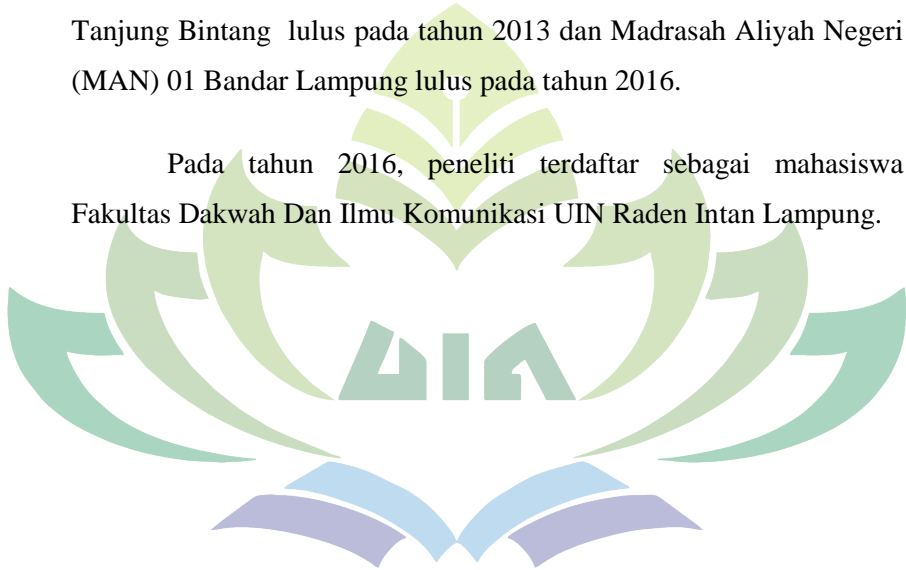 Tanjung Bintang lulus pada tahun 2013 dan Madrasah Aliyah Negeri
(MAN) 01 Bandar Lampung lulus pada tahun 2016.
Pada tahun 2016, peneliti terdaftar sebagai mahasiswa
Fakultas Dakwah Dan Ilmu Komunikasi UIN Raden Intan Lampung.
UIN